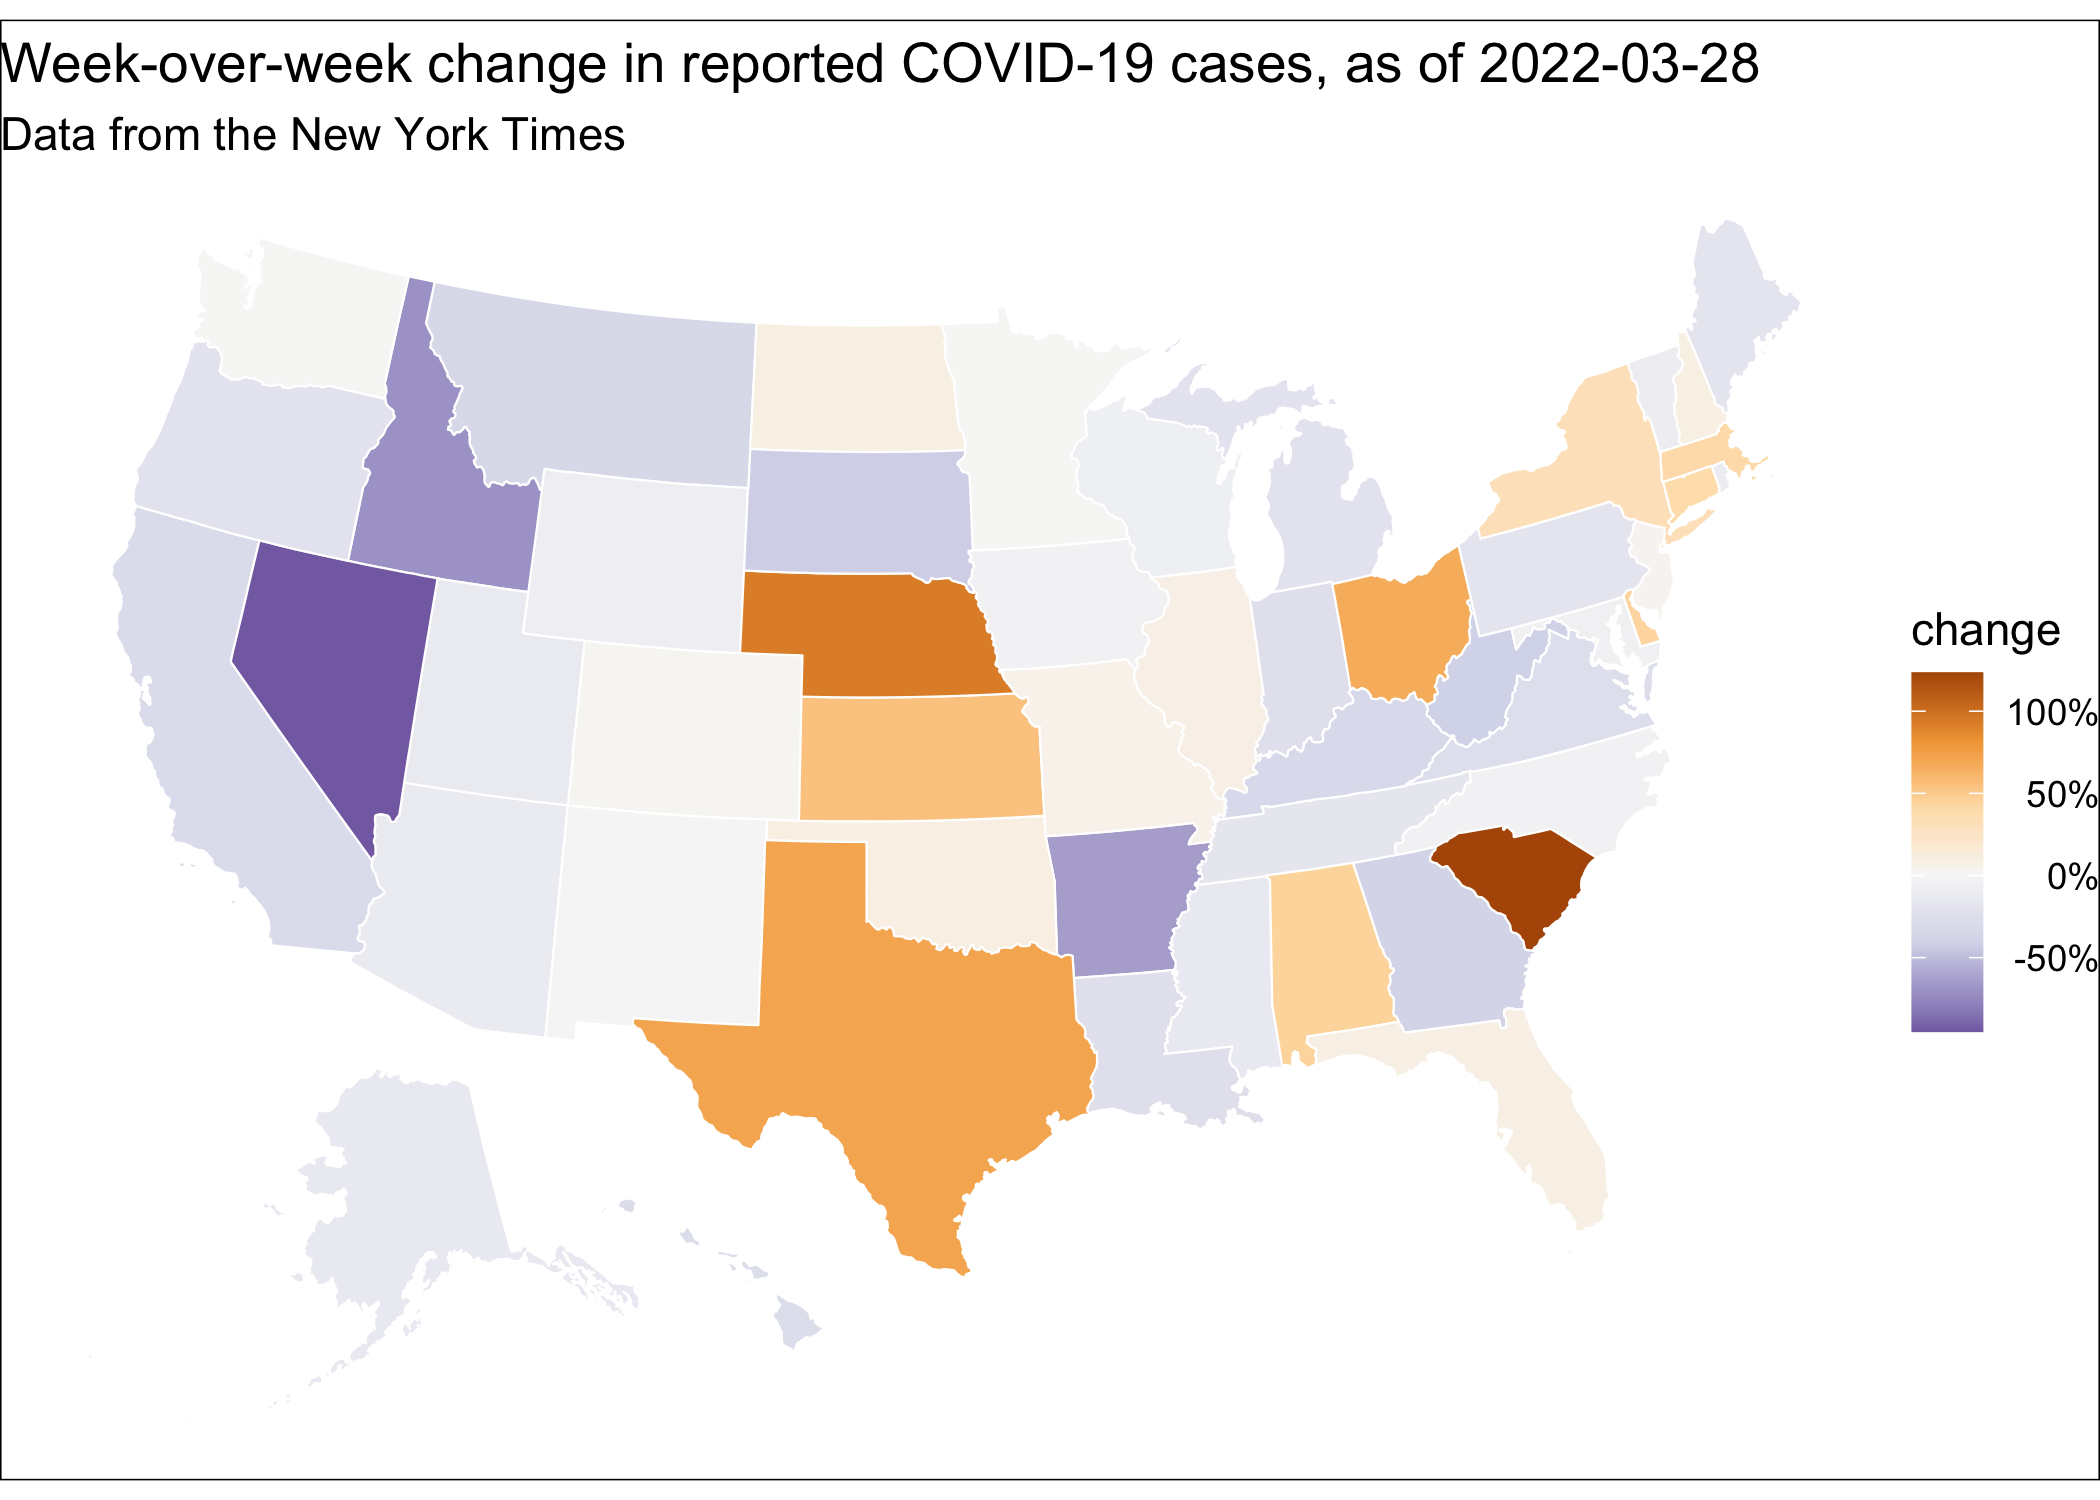 Week-over-week change in reported COVID-19 cases, as of 2022-03-28
Data from the New York Times
change
100%
50%
0%
-50%